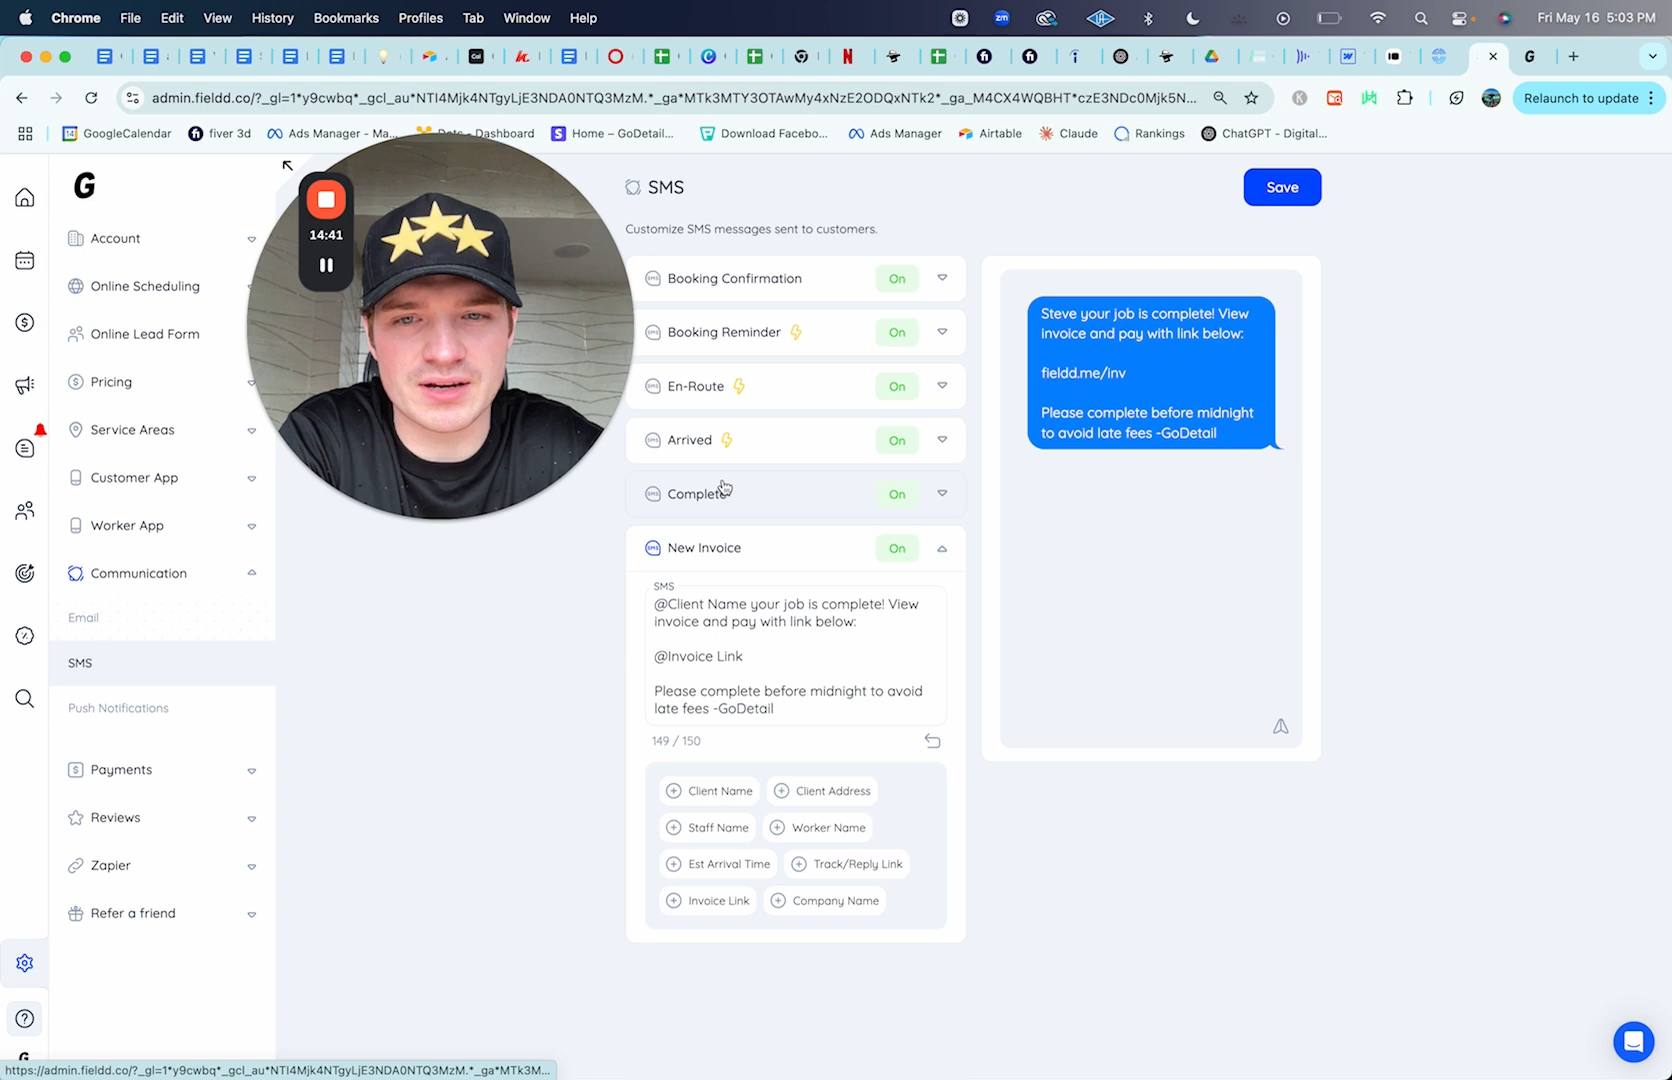 Chrome File Edit View History Bookmarks Profiles Tab Window Help
zm
Fri May 16 5:03 PM
admin.fieldd.co/?_gl=1*y9cwbq*_gcl_au*NTI4Mjk4NTgyLjE3NDA0NTQ3MzM.*_ga*MTk3MTY3OTAwMy4xNzE2ODQxNTk2*_ga_M4CX4WQBHT*czE3NDc0Mjk5N...
Relaunch to update
GoogleCalendar
fiver 3d
Ads Manager - Ma...
Dashboard
Home – GoDetail...
Download Facebo...
Ads Manager
Airtable
Claude
Rankings
ChatGPT - Digital...
G
Account
Online Scheduling
Online Lead Form
Pricing
Service Areas
Customer App
Worker App
Communication
Email
SMS
Push Notifications
Payments
Reviews
Zapier
Refer a friend
14:41
SMS
Save
Customize SMS messages sent to customers.
Booking Confirmation On
Booking Reminder On
En-Route On
Arrived On
Complete On
New Invoice On
SMS
@Client Name your job is complete! View
invoice and pay with link below:
@Invoice Link
Please complete before midnight to avoid
late fees -GoDetail
149 / 150
Client Name
Client Address
Staff Name
Worker Name
Est Arrival Time
Track/Reply Link
Invoice Link
Company Name
Steve your job is complete! View
invoice and pay with link below:
fieldd.me/inv
Please complete before midnight
to avoid late fees -GoDetail
https://admin.fieldd.co/?_gl=1*y9cwbq*_gcl_au*NTI4Mjk4NTgyLjE3NDA0NTQ3MzM.*_ga*MTk3M...